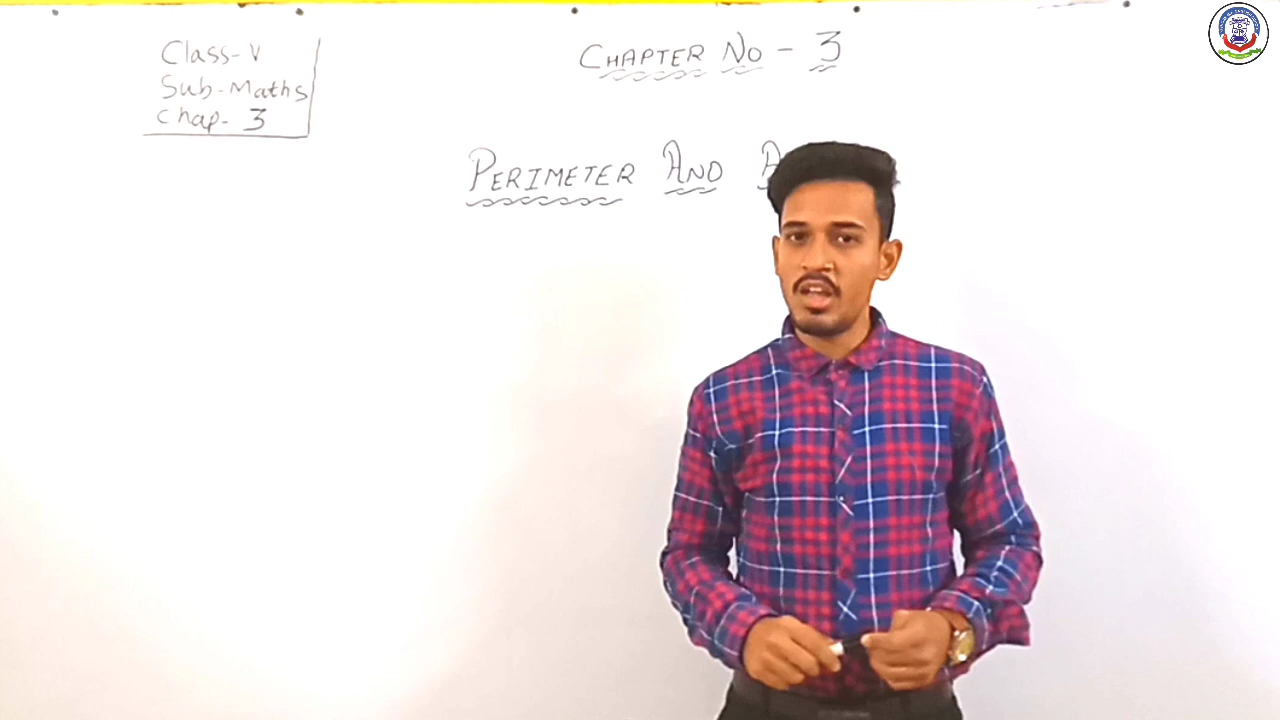 Class-V
Sub-Maths
Chap-3
CHAPTER NO - 3
PERIMETER AND